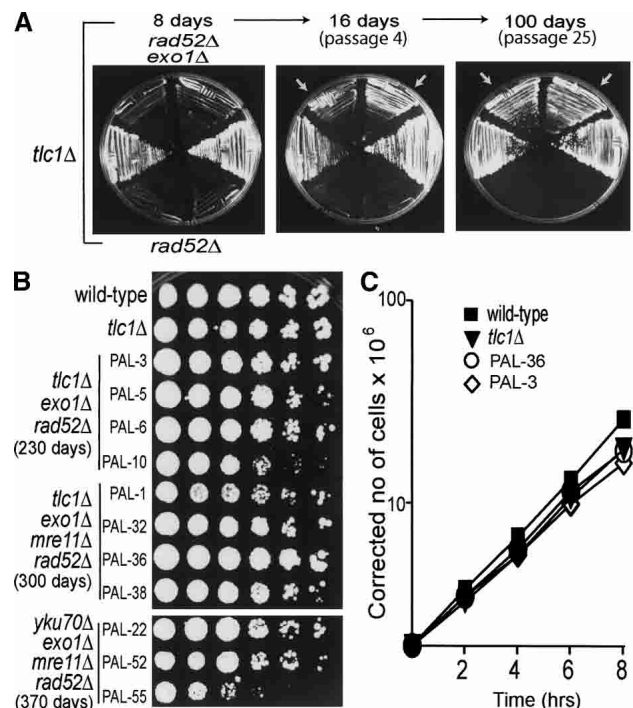 A
8 days
16 days
100 days
rad52Δ
exo1Δ
(passage 4)
(passage 25)
tlc1Δ
rad52Δ
B
wild-type
tlc1Δ
tlc1Δ
exo1Δ
rad52Δ
(230 days)
PAL-3
PAL-5
PAL-6
PAL-10
tlc1Δ
exo1Δ
mre11Δ
rad52Δ
(300 days)
PAL-1
PAL-32
PAL-36
PAL-38
yku70Δ
exo1Δ
mre11Δ
rad52Δ
(370 days)
PAL-22
PAL-52
PAL-55
C
100
10
Corrected no of cells x 10⁶
wild-type
tlc1Δ
PAL-36
PAL-3
2 4 6 8
Time (hrs)